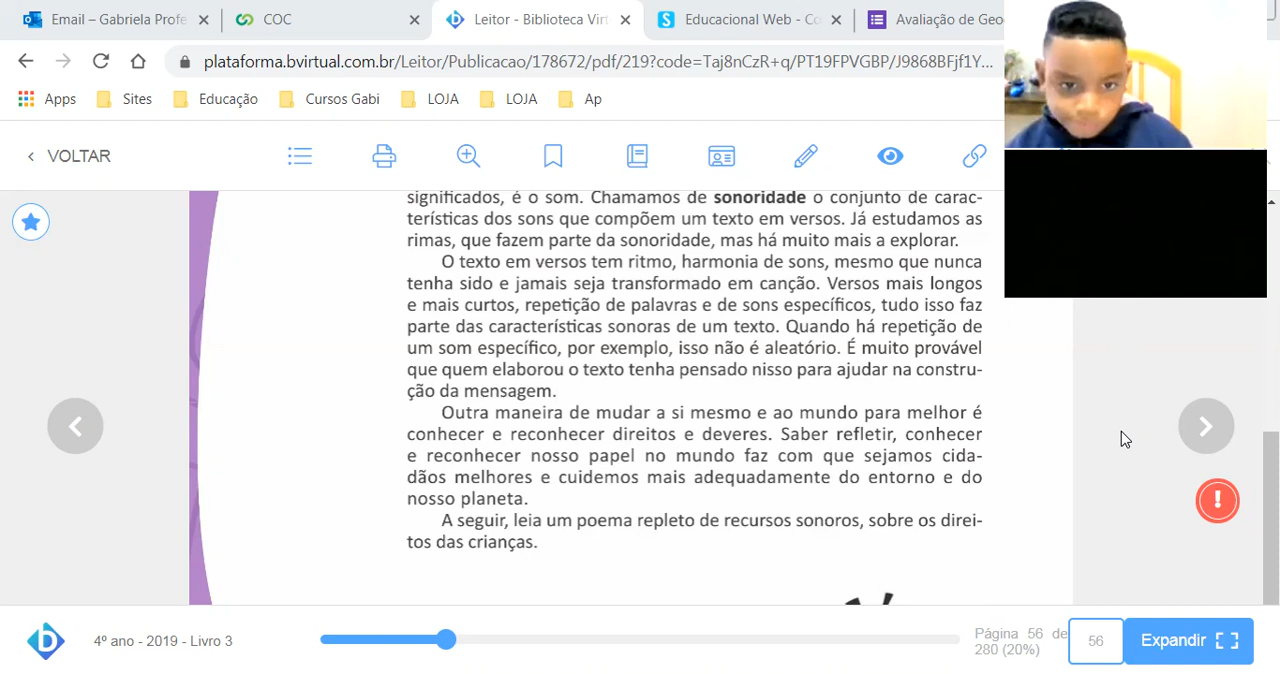 Email – Gabriela Profe
COC
Leitor - Biblioteca Virt
Educacional Web - Co
Avaliação de Geo
plataforma.bvirtual.com.br/Leitor/Publicacao/178672/pdf/219?code=Taj8nCzR+q/PT19FPVGBP/J9868BFjf1Y...
Apps
Sites
Educação
Cursos Gabi
LOJA
LOJA
Ap
VOLTAR
significados, é o som. Chamamos de sonoridade o conjunto de carac-
terísticas dos sons que compõem um texto em versos. Já estudamos as
rimas, que fazem parte da sonoridade, mas há muito mais a explorar.
O texto em versos tem ritmo, harmonia de sons, mesmo que nunca
tenha sido e jamais seja transformado em canção. Versos mais longos
e mais curtos, repetição de palavras e de sons específicos, tudo isso faz
parte das características sonoras de um texto. Quando há repetição de
um som específico, por exemplo, isso não é aleatório. É muito provável
que quem elaborou o texto tenha pensado nisso para ajudar na constru-
ção da mensagem.
Outra maneira de mudar a si mesmo e ao mundo para melhor é
conhecer e reconhecer direitos e deveres. Saber refletir, conhecer
e reconhecer nosso papel no mundo faz com que sejamos cida-
dãos melhores e cuidemos mais adequadamente do entorno e do
nosso planeta.
A seguir, leia um poema repleto de recursos sonoros, sobre os direi-
tos das crianças.
4º ano - 2019 - Livro 3
Página 56 de
280 (20%)
56
Expandir